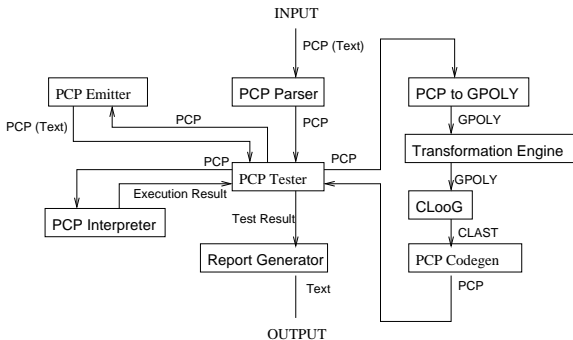 INPUT
PCP (Text)
PCP Emitter
PCP Parser
PCP to GPOLY
PCP (Text)
PCP
PCP
GPOLY
Transformation Engine
PCP
PCP
PCP Tester
GPOLY
Execution Result
CLooG
PCP Interpreter
Test Result
CLAST
Report Generator
PCP Codegen
Text
PCP
OUTPUT